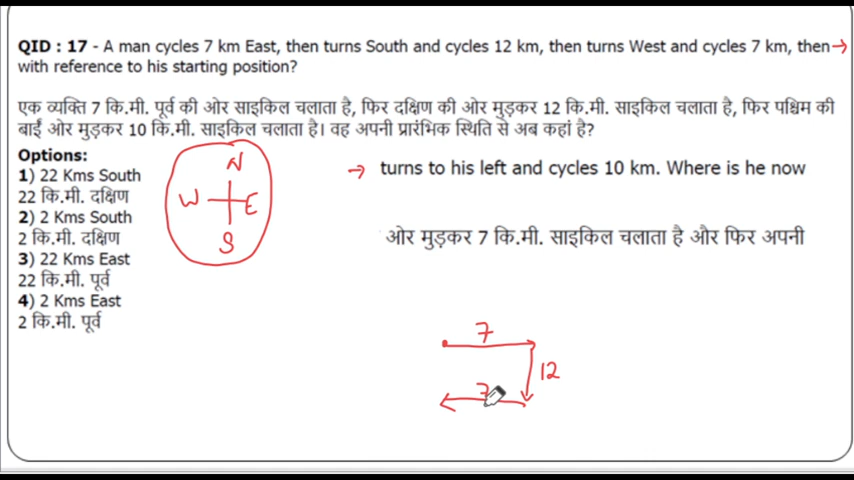 QID : 17 - A man cycles 7 km East, then turns South and cycles 12 km, then turns West and cycles 7 km, then →
with reference to his starting position?
एक व्यक्ति 7 कि.मी. पूर्व की ओर साइकिल चलाता है, फिर दक्षिण की ओर मुड़कर 12 कि.मी. साइकिल चलाता है, फिर पश्चिम की
बाईं ओर मुड़कर 10 कि.मी. साइकिल चलाता है। वह अपनी प्रारंभिक स्थिति से अब कहां है?
Options:
1) 22 Kms South
22 कि.मी. दक्षिण
2) 2 Kms South
2 कि.मी. दक्षिण
3) 22 Kms East
22 कि.मी. पूर्व
4) 2 Kms East
2 कि.मी. पूर्व
N
W E
S
→ turns to his left and cycles 10 km. Where is he now
ओर मुड़कर 7 कि.मी. साइकिल चलाता है और फिर अपनी
7
12
7